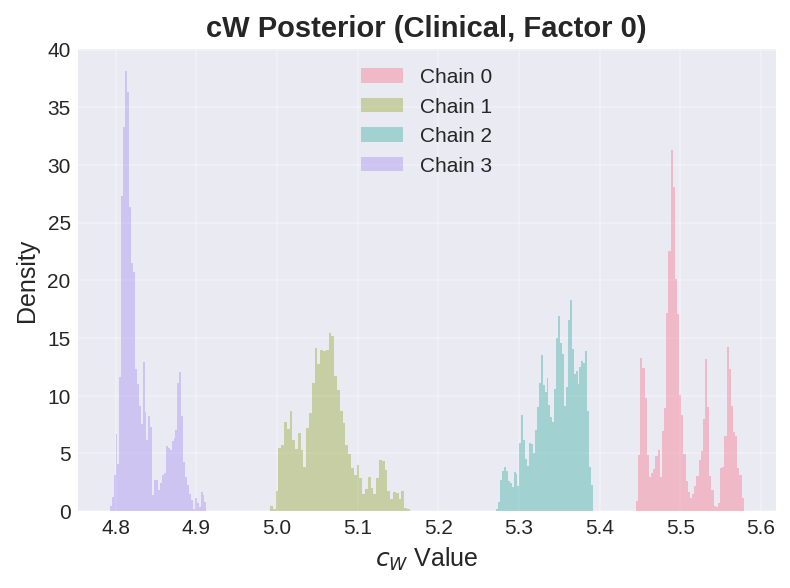 cW Posterior (Clinical, Factor 0)
40
35
30
25
20
15
10
5
0
Density
Chain 0
Chain 1
Chain 2
Chain 3
4.8 4.9 5.0 5.1 5.2 5.3 5.4 5.5 5.6
c_W Value